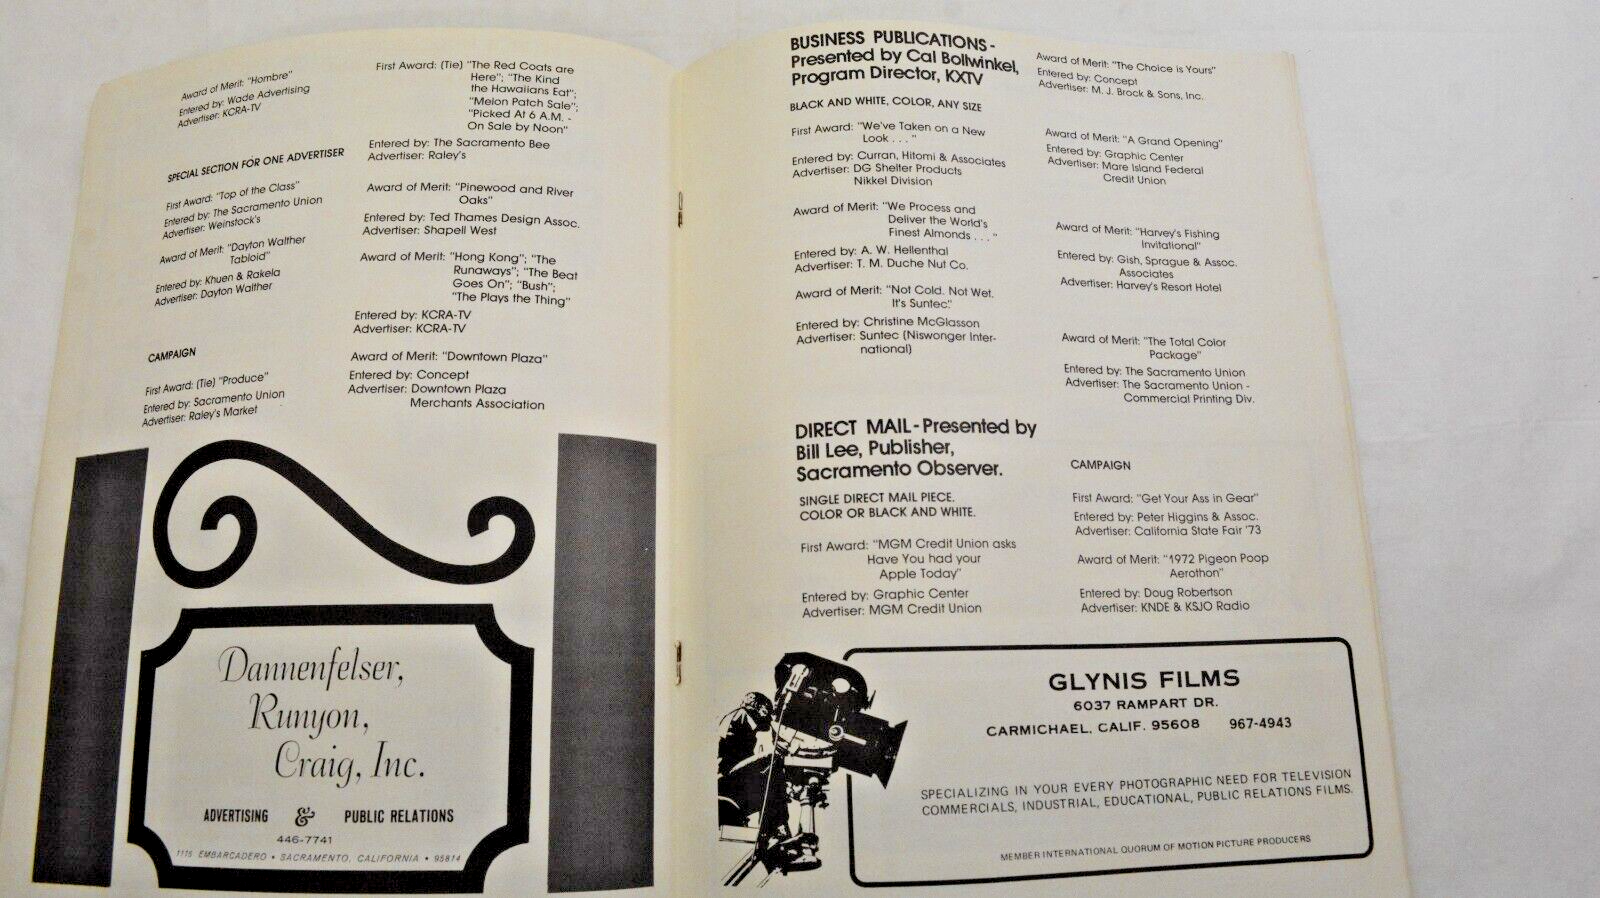 Award of Merit: "Hombre"
Entered by: Wade Advertising
Advertiser: KCRA-TV
SPECIAL SECTION FOR ONE ADVERTISER
First Award: "Top of the Class"
Entered by: The Sacramento Union
Advertiser: Weinstock's
Award of Merit: "Dayton Walther
Tabloid"
Entered by: Khuen & Rakela
Advertiser: Dayton Walther
CAMPAIGN
First Award: (Tie) "Produce"
Entered by: Sacramento Union
Advertiser: Raley's Market
First Award: (Tie) "The Red Coats are
Here"; "The Kind
the Hawaiians Eat";
"Melon Patch Sale";
"Picked At 6 A.M. -
On Sale by Noon"
Entered by: The Sacramento Bee
Advertiser: Raley's
Award of Merit: "Pinewood and River
Oaks"
Entered by: Ted Thames Design Assoc.
Advertiser: Shapell West
Award of Merit: "Hong Kong"; "The
Runaways"; "The Beat
Goes On"; "Bush";
"The Plays the Thing"
Entered by: KCRA-TV
Advertiser: KCRA-TV
Award of Merit: "Downtown Plaza"
Entered by: Concept
Advertiser: Downtown Plaza
Merchants Association
Dannenfelser,
Runyon,
Craig, Inc.
ADVERTISING & PUBLIC RELATIONS
446-7741
1115 EMBARCADERO • SACRAMENTO, CALIFORNIA • 95814
BUSINESS PUBLICATIONS -
Presented by Cal Bollwinkel,
Program Director, KXTV
BLACK AND WHITE, COLOR, ANY SIZE
First Award: "We've Taken on a New
Look . . . "
Entered by: Curran, Hitomi & Associates
Advertiser: DG Shelter Products
Nikkel Division
Award of Merit: "We Process and
Deliver the World's
Finest Almonds . . . "
Entered by: A. W. Hellenthal
Advertiser: T. M. Duche Nut Co.
Award of Merit: "Not Cold. Not Wet.
It's Suntec."
Entered by: Christine McGlasson
Advertiser: Suntec (Niswonger Inter-
national)
DIRECT MAIL - Presented by
Bill Lee, Publisher,
Sacramento Observer.
SINGLE DIRECT MAIL PIECE.
COLOR OR BLACK AND WHITE.
First Award: "MGM Credit Union asks
Have You had your
Apple Today"
Entered by: Graphic Center
Advertiser: MGM Credit Union
Award of Merit: "The Choice is Yours"
Entered by: Concept
Advertiser: M. J. Brock & Sons, Inc.
Award of Merit: "A Grand Opening"
Entered by: Graphic Center
Advertiser: Mare Island Federal
Credit Union
Award of Merit: "Harvey's Fishing
Invitational"
Entered by: Gish, Sprague & Assoc.
Associates
Advertiser: Harvey's Resort Hotel
Award of Merit: "The Total Color
Package"
Entered by: The Sacramento Union
Advertiser: The Sacramento Union -
Commercial Printing Div.
CAMPAIGN
First Award: "Get Your Ass in Gear"
Entered by: Peter Higgins & Assoc.
Advertiser: California State Fair '73
Award of Merit: "1972 Pigeon Poop
Aerothon"
Entered by: Doug Robertson
Advertiser: KNDE & KSJO Radio
GLYNIS FILMS
6037 RAMPART DR.
CARMICHAEL, CALIF. 95608 967-4943
SPECIALIZING IN YOUR EVERY PHOTOGRAPHIC NEED FOR TELEVISION
COMMERCIALS, INDUSTRIAL, EDUCATIONAL, PUBLIC RELATIONS FILMS.
MEMBER INTERNATIONAL QUORUM OF MOTION PICTURE PRODUCERS